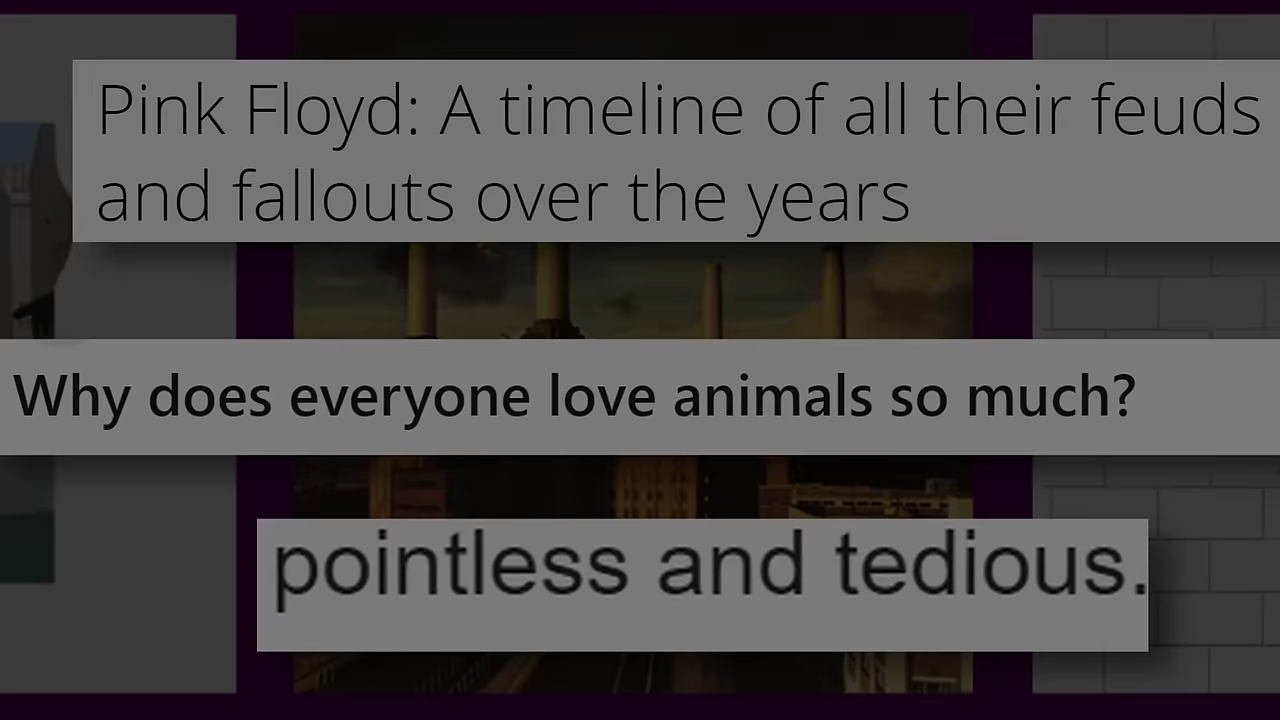 Pink Floyd: A timeline of all their feuds
and fallouts over the years
Why does everyone love animals so much?
pointless and tedious.